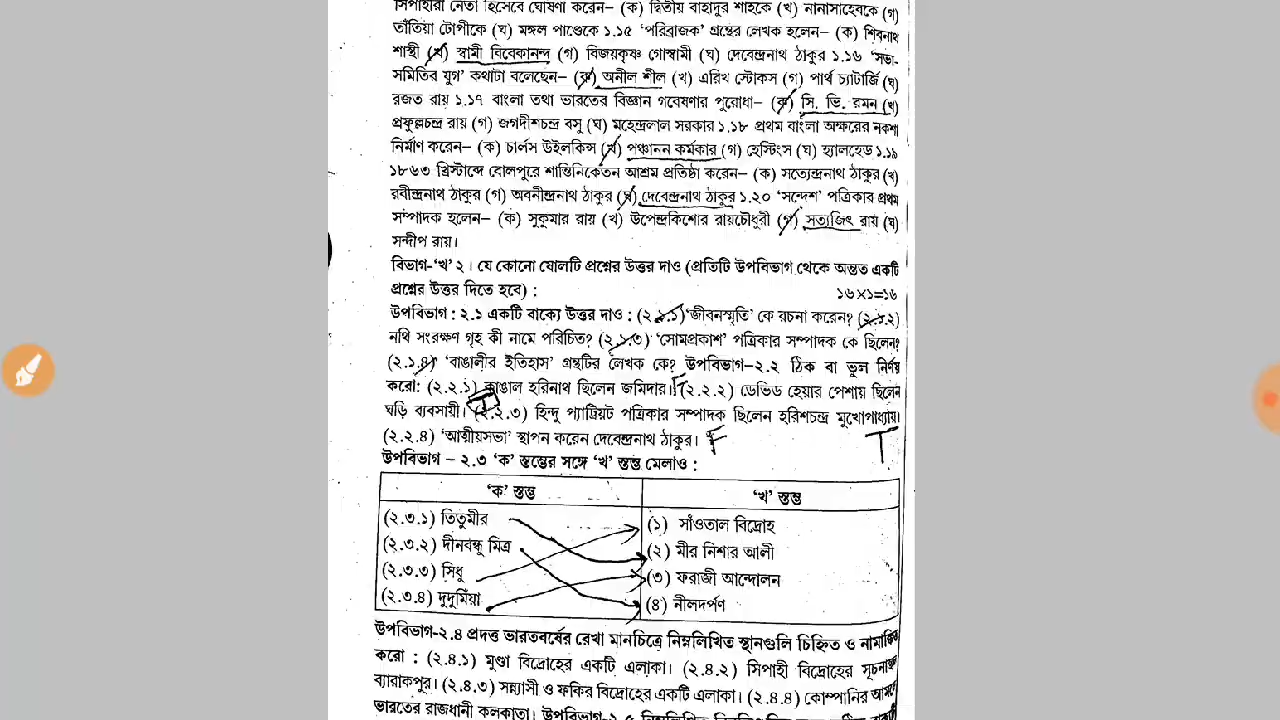 সিপাহীরা নেতা হিসেবে ঘোষণা করেন– (ক) দ্বিতীয় বাহাদুর শাহকে (খ) নানাসাহেবকে (গ)
তাঁতিয়া টোপীকে (ঘ) মঙ্গল পাণ্ডেকে ১.১৫ 'পরিব্রাজক' গ্রন্থের লেখক হলেন– (ক) শিবনাথ
শাস্ত্রী (খ) স্বামী বিবেকানন্দ (গ) বিজয়কৃষ্ণ গোস্বামী (ঘ) দেবেন্দ্রনাথ ঠাকুর ১.১৬ 'সভা-
সমিতির যুগ' কথাটা বলেছেন– (ক) অনীল শীল (খ) এরিখ স্টোকস (গ) পার্থ চ্যাটার্জি (ঘ)
রজত রায় ১.১৭ বাংলা তথা ভারতের বিজ্ঞান গবেষণার পুরোধা– (ক) সি. ভি. রমন (খ)
প্রফুল্লচন্দ্র রায় (গ) জগদীশচন্দ্র বসু (ঘ) মহেন্দ্রলাল সরকার ১.১৮ প্রথম বাংলা অক্ষরের নকশা
নির্মাণ করেন– (ক) চার্লস উইলকিন্স (খ) পঞ্চানন কর্মকার (গ) হেস্টিংস (ঘ) হ্যালহেড ১.১৯
১৮৬৩ খ্রিস্টাব্দে বোলপুরে শান্তিনিকেতন আশ্রম প্রতিষ্ঠা করেন– (ক) সত্যেন্দ্রনাথ ঠাকুর (খ)
রবীন্দ্রনাথ ঠাকুর (গ) অবনীন্দ্রনাথ ঠাকুর (ঘ) দেবেন্দ্রনাথ ঠাকুর ১.২০ 'সন্দেশ' পত্রিকার প্রথম
সম্পাদক হলেন– (ক) সুকুমার রায় (খ) উপেন্দ্রকিশোর রায়চৌধুরী (গ) সত্যজিৎ রায় (ঘ)
সন্দীপ রায়।
বিভাগ-'খ' ২। যে কোনো ষোলটি প্রশ্নের উত্তর দাও (প্রতিটি উপবিভাগ থেকে অন্তত একটি
প্রশ্নের উত্তর দিতে হবে) : ১৬×১=১৬
উপবিভাগ : ২.১ একটি বাক্যে উত্তর দাও : (২.১.১) 'জীবনস্মৃতি' কে রচনা করেন? (২.১.২)
নথি সংরক্ষণ গৃহ কী নামে পরিচিত? (২.১.৩) 'সোমপ্রকাশ' পত্রিকার সম্পাদক কে ছিলেন?
(২.১.৪) 'বাঙালীর ইতিহাস' গ্রন্থটির লেখক কে? উপবিভাগ–২.২ ঠিক বা ভুল নির্ণয়
করো: (২.২.১) কাঙাল হরিনাথ ছিলেন জমিদার। F (২.২.২) ডেভিড হেয়ার পেশায় ছিলেন
ঘড়ি ব্যবসায়ী। T (২.২.৩) হিন্দু প্যাট্রিয়ট পত্রিকার সম্পাদক ছিলেন হরিশচন্দ্র মুখোপাধ্যায়।
(২.২.৪) 'আত্মীয়সভা' স্থাপন করেন দেবেন্দ্রনাথ ঠাকুর। F T
উপবিভাগ – ২.৩ 'ক' স্তম্ভের সঙ্গে 'খ' স্তম্ভ মেলাও :
'ক' স্তম্ভ 'খ' স্তম্ভ
(২.৩.১) তিতুমীর (১) সাঁওতাল বিদ্রোহ
(২.৩.২) দীনবন্ধু মিত্র (২) মীর নিশার আলী
(২.৩.৩) সিধু (৩) ফরাজী আন্দোলন
(২.৩.৪) দুদুমিঁয়া (৪) নীলদর্পণ
উপবিভাগ-২.৪ প্রদত্ত ভারতবর্ষের রেখা মানচিত্রে নিম্নলিখিত স্থানগুলি চিহ্নিত ও নামাঙ্কিত
করো : (২.৪.১) মুণ্ডা বিদ্রোহের একটি এলাকা। (২.৪.২) সিপাহী বিদ্রোহের সূচনাস্থল
ব্যারাকপুর। (২.৪.৩) সন্ন্যাসী ও ফকির বিদ্রোহের একটি এলাকা। (২.৪.৪) কোম্পানির আমলে
ভারতের রাজধানী কলকাতা। উপবিভাগ-২.৫ নিম্নলিখিত